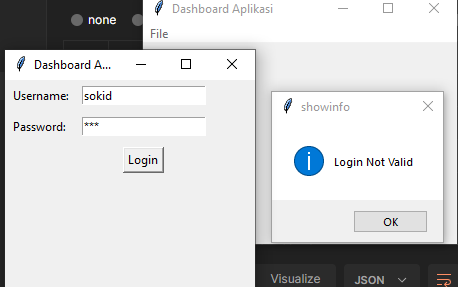 none
Dashboard Aplikasi
File
Dashboard A...
Username: sokid
Password: ***
Login
showinfo
Login Not Valid
OK
Visualize
JSON